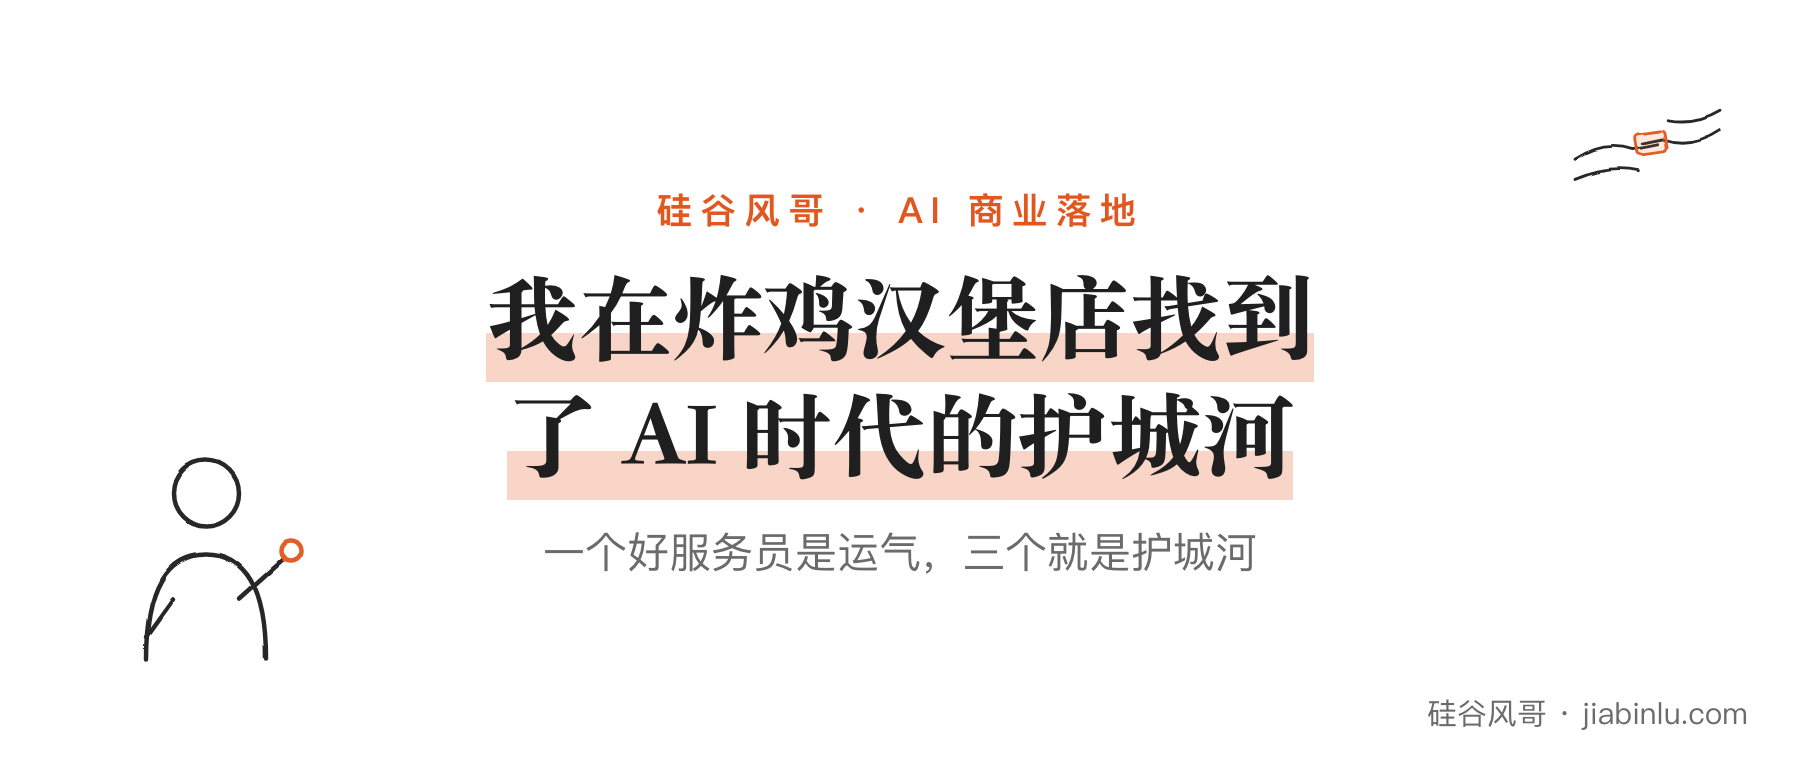 硅谷风哥 · AI 商业落地
我在炸鸡汉堡店找到
了 AI 时代的护城河
一个好服务员是运气，三个就是护城河
硅谷风哥 · jiabinlu.com